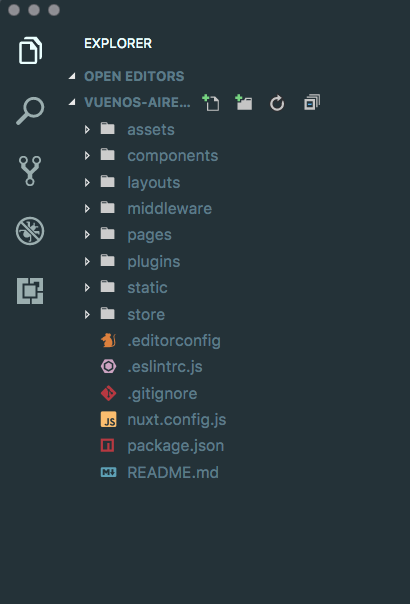 EXPLORER
OPEN EDITORS
VUENOS-AIRE...
assets
components
layouts
middleware
pages
plugins
static
store
.editorconfig
.eslintrc.js
.gitignore
JS nuxt.config.js
package.json
README.md